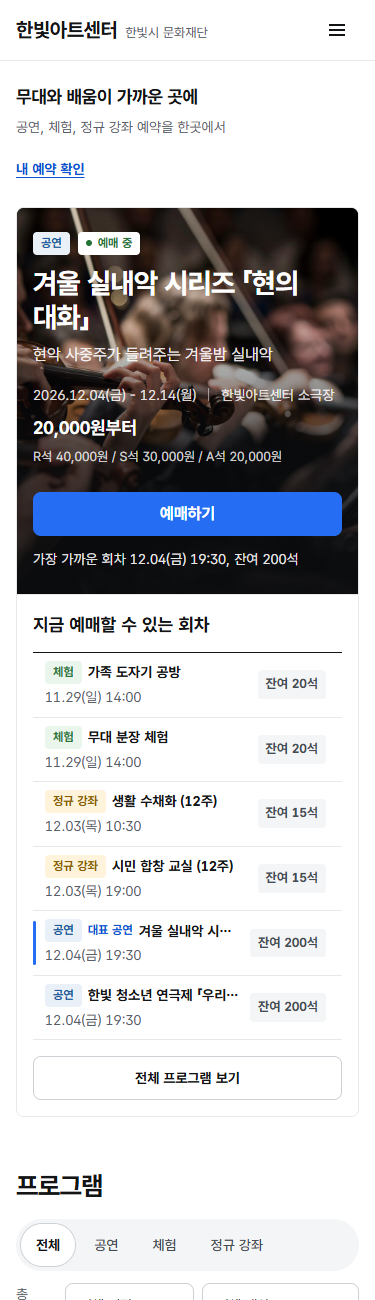 한빛아트센터 한빛시 문화재단
무대와 배움이 가까운 곳에
공연, 체험, 정규 강좌 예약을 한곳에서
내 예약 확인
공연 ● 예매 중
겨울 실내악 시리즈 「현의
대화」
현악 사중주가 들려주는 겨울밤 실내악
2026.12.04(금) - 12.14(월) | 한빛아트센터 소극장
20,000원부터
R석 40,000원 / S석 30,000원 / A석 20,000원
예매하기
가장 가까운 회차 12.04(금) 19:30, 잔여 200석
지금 예매할 수 있는 회차
체험 가족 도자기 공방
11.29(일) 14:00
잔여 20석
체험 무대 분장 체험
11.29(일) 14:00
잔여 20석
정규 강좌 생활 수채화 (12주)
12.03(목) 10:30
잔여 15석
정규 강좌 시민 합창 교실 (12주)
12.03(목) 19:00
잔여 15석
공연 대표 공연 겨울 실내악 시…
12.04(금) 19:30
잔여 200석
공연 한빛 청소년 연극제 「우리…
12.04(금) 19:30
잔여 200석
전체 프로그램 보기
프로그램
전체 공연 체험 정규 강좌
총